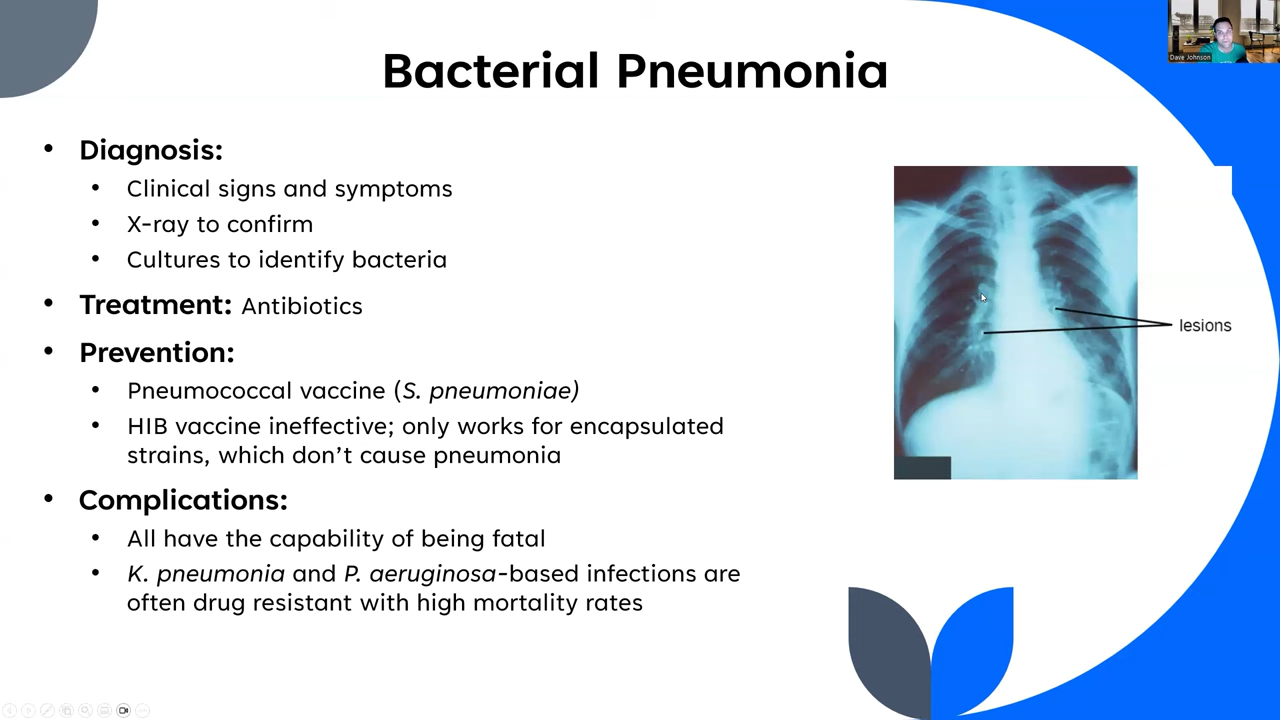 Bacterial Pneumonia
Dave Johnson
• Diagnosis:
• Clinical signs and symptoms
• X-ray to confirm
• Cultures to identify bacteria
• Treatment: Antibiotics
• Prevention:
• Pneumococcal vaccine (S. pneumoniae)
• HIB vaccine ineffective; only works for encapsulated
strains, which don’t cause pneumonia
• Complications:
• All have the capability of being fatal
• K. pneumonia and P. aeruginosa-based infections are
often drug resistant with high mortality rates
lesions